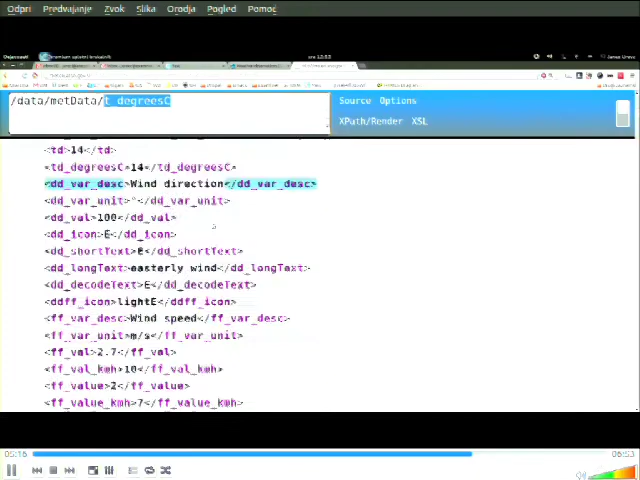 Odpri Predvajanje Zvok Slika Orodja Pogled Pomoč
/data/metData/t_degreesC
Source Options
XPath/Render XSL
<td>14</td>
<td_degreesC>14</td_degreesC>
<dd_var_desc>Wind direction</dd_var_desc>
<dd_var_unit>°</dd_var_unit>
<dd_val>100</dd_val>
<dd_icon>E</dd_icon>
<dd_shortText>E</dd_shortText>
<dd_longText>easterly wind</dd_longText>
<dd_decodeText>E</dd_decodeText>
<ddff_icon>lightE</ddff_icon>
<ff_var_desc>Wind speed</ff_var_desc>
<ff_var_unit>m/s</ff_var_unit>
<ff_val>2.7</ff_val>
<ff_val_kmh>10</ff_val_kmh>
<ff_value>2</ff_value>
<ff_value_kmh>7</ff_value_kmh>
05:16 06:53